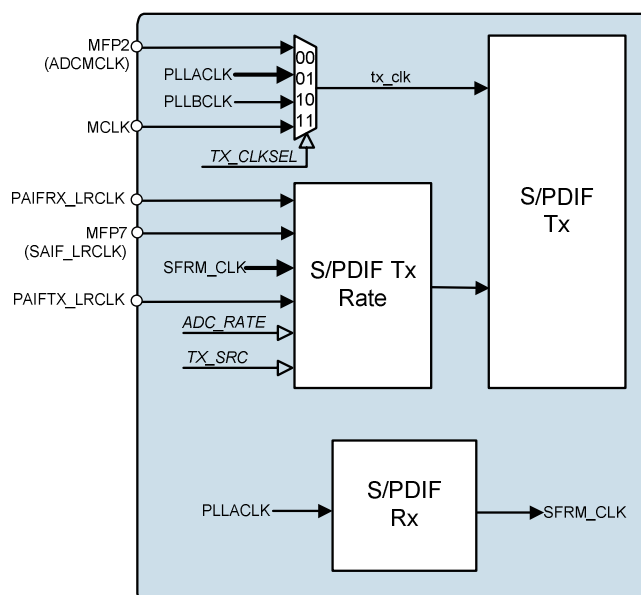 MFP2
(ADCMCLK)
PLLACLK
PLLBCLK
MCLK
00
01
10
11
tx_clk
TX_CLKSEL
S/PDIF
Tx
PAIFRX_LRCLK
MFP7
(SAIF_LRCLK)
SFRM_CLK
PAIFTX_LRCLK
ADC_RATE
TX_SRC
S/PDIF Tx
Rate
PLLACLK
S/PDIF
Rx
SFRM_CLK